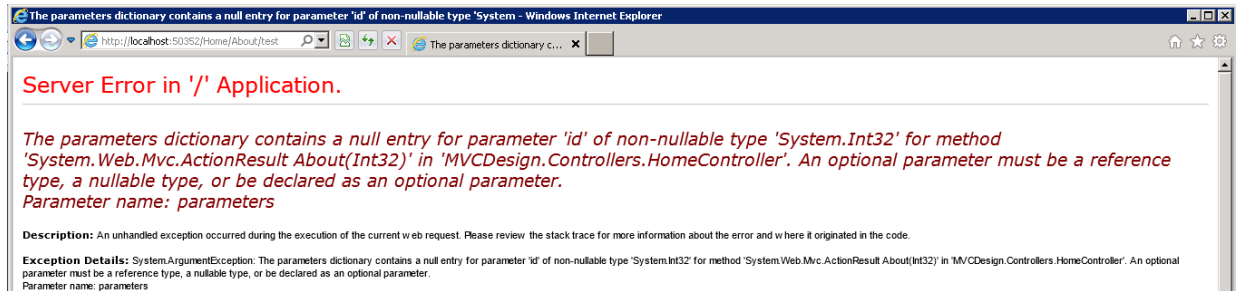 The parameters dictionary contains a null entry for parameter 'id' of non-nullable type 'System - Windows Internet Explorer
http://localhost:50352/Home/About/test
The parameters dictionary c...
Server Error in '/' Application.
The parameters dictionary contains a null entry for parameter 'id' of non-nullable type 'System.Int32' for method
'System.Web.Mvc.ActionResult About(Int32)' in 'MVCDesign.Controllers.HomeController'. An optional parameter must be a reference
type, a nullable type, or be declared as an optional parameter.
Parameter name: parameters
Description: An unhandled exception occurred during the execution of the current web request. Please review the stack trace for more information about the error and where it originated in the code.
Exception Details: System.ArgumentException: The parameters dictionary contains a null entry for parameter 'id' of non-nullable type 'System.Int32' for method 'System.Web.Mvc.ActionResult About(Int32)' in 'MVCDesign.Controllers.HomeController'. An optional
parameter must be a reference type, a nullable type, or be declared as an optional parameter.
Parameter name: parameters